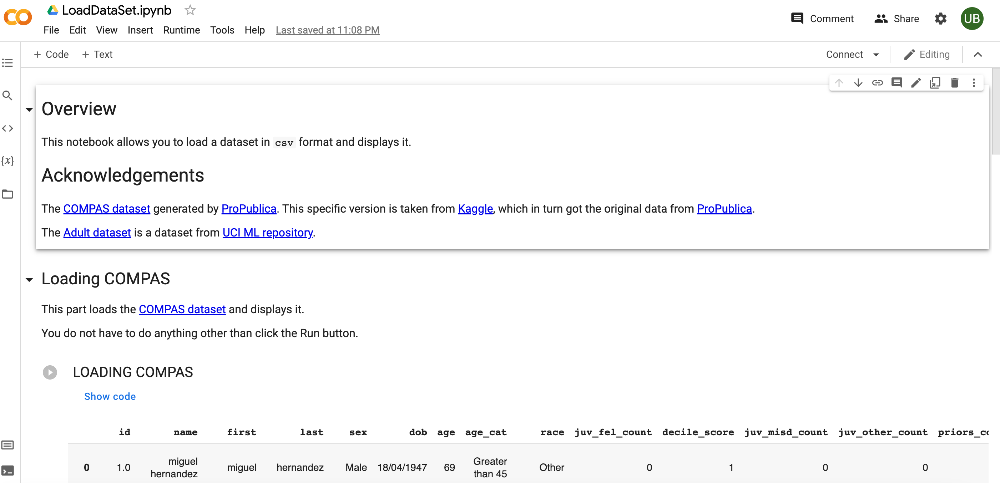 LoadDataSet.ipynb
File Edit View Insert Runtime Tools Help Last saved at 11:08 PM
Comment Share UB
+ Code + Text
Connect Editing
Overview
This notebook allows you to load a dataset in csv format and displays it.
Acknowledgements
The COMPAS dataset generated by ProPublica. This specific version is taken from Kaggle, which in turn got the original data from ProPublica.
The Adult dataset is a dataset from UCI ML repository.
Loading COMPAS
This part loads the COMPAS dataset and displays it.
You do not have to do anything other than click the Run button.
LOADING COMPAS
Show code
id name first last sex dob age age_cat race juv_fel_count decile_score juv_misd_count juv_other_count
0 1.0 miguel hernandez miguel hernandez Male 18/04/1947 69 Greater than 45 Other 0 1 0 0
{x}